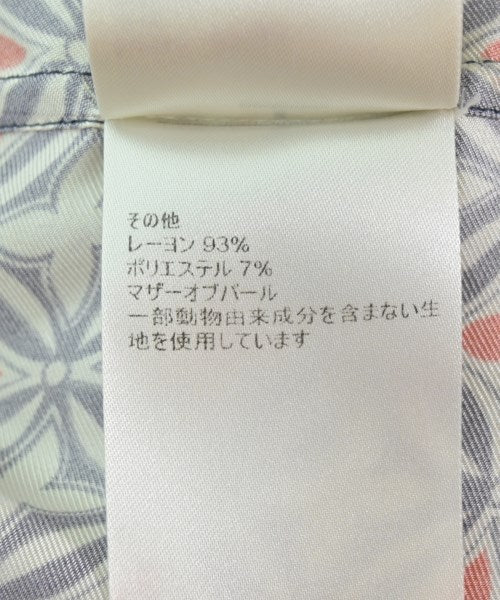 その他
レーヨン 93%
ポリエステル 7%
マザーオブパール
一部動物由来成分を含まない生
地を使用しています